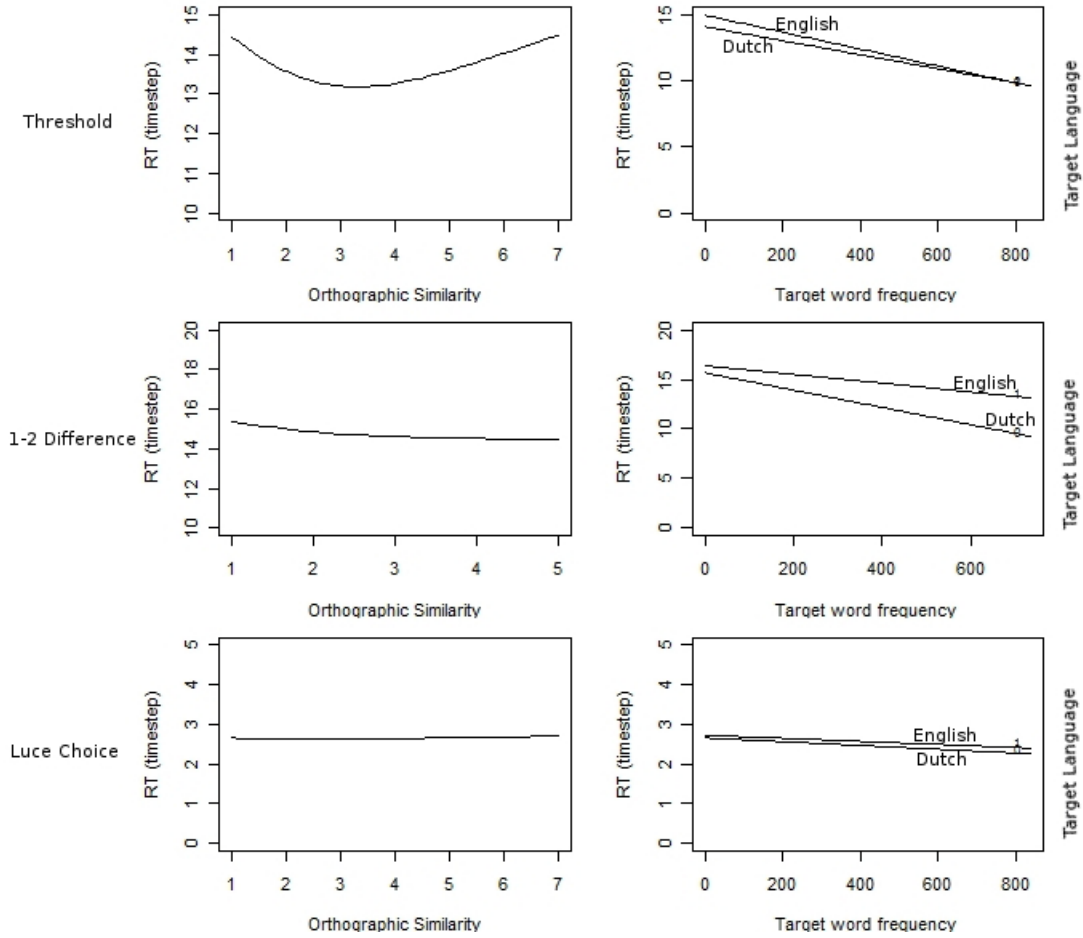 Threshold
RT (timestep)
15
14
13
12
11
10
1 2 3 4 5 6 7
Orthographic Similarity
RT (timestep)
15
10
5
0
English
Dutch
0 200 400 600 800
Target word frequency
Target Language
1-2 Difference
RT (timestep)
20
18
16
14
12
10
1 2 3 4 5
Orthographic Similarity
RT (timestep)
20
15
10
5
0
English
1
Dutch
0
0 200 400 600
Target word frequency
Target Language
Luce Choice
RT (timestep)
5
4
3
2
1
0
1 2 3 4 5 6 7
Orthographic Similarity
RT (timestep)
5
4
3
2
1
0
English
1
Dutch
0 200 400 600 800
Target word frequency
Target Language